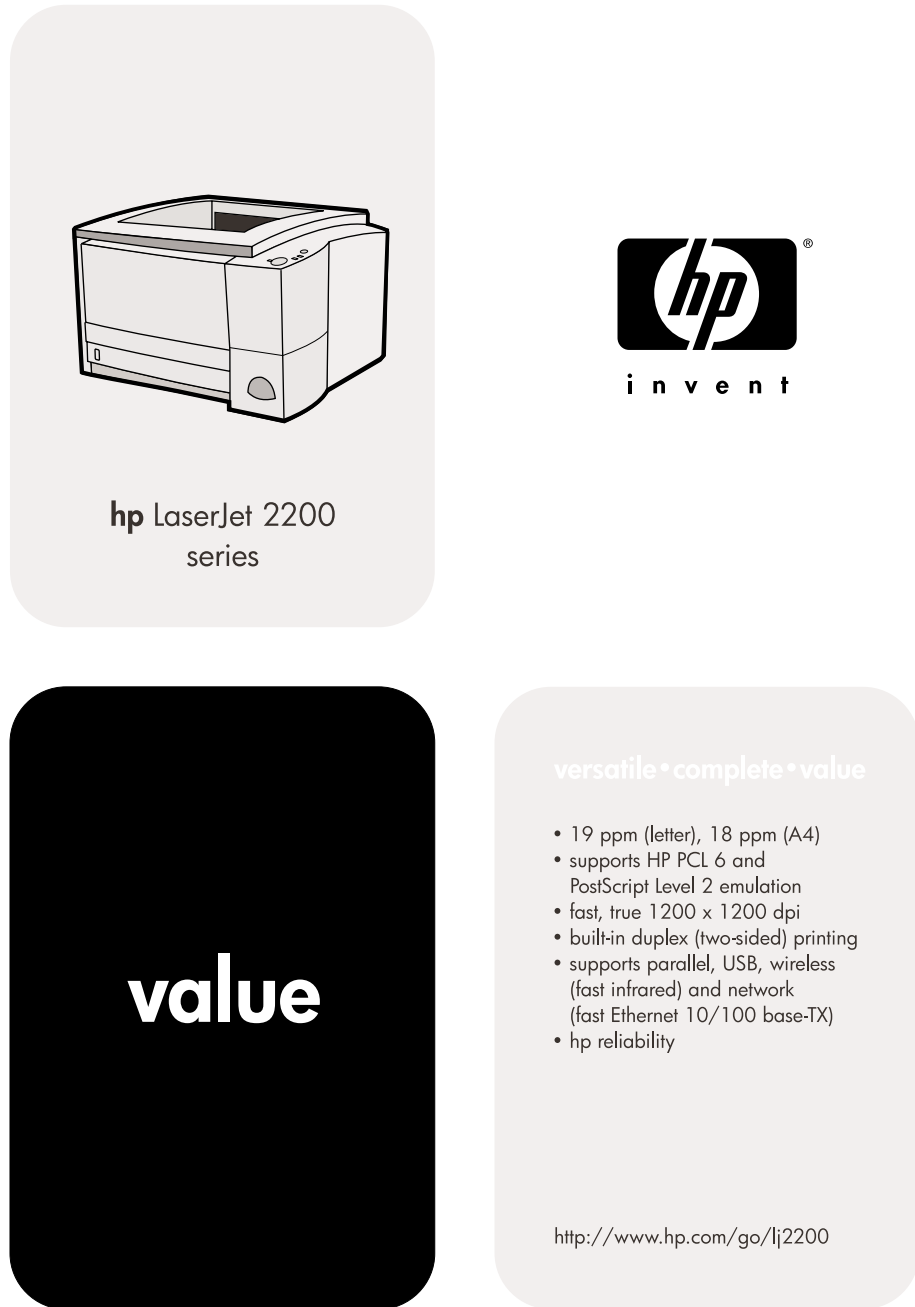 hp LaserJet 2200
series
hp ®
invent
value
versatile • complete • value
• 19 ppm (letter), 18 ppm (A4)
• supports HP PCL 6 and
PostScript Level 2 emulation
• fast, true 1200 x 1200 dpi
• built-in duplex (two-sided) printing
• supports parallel, USB, wireless
(fast infrared) and network
(fast Ethernet 10/100 base-TX)
• hp reliability
http://www.hp.com/go/lj2200